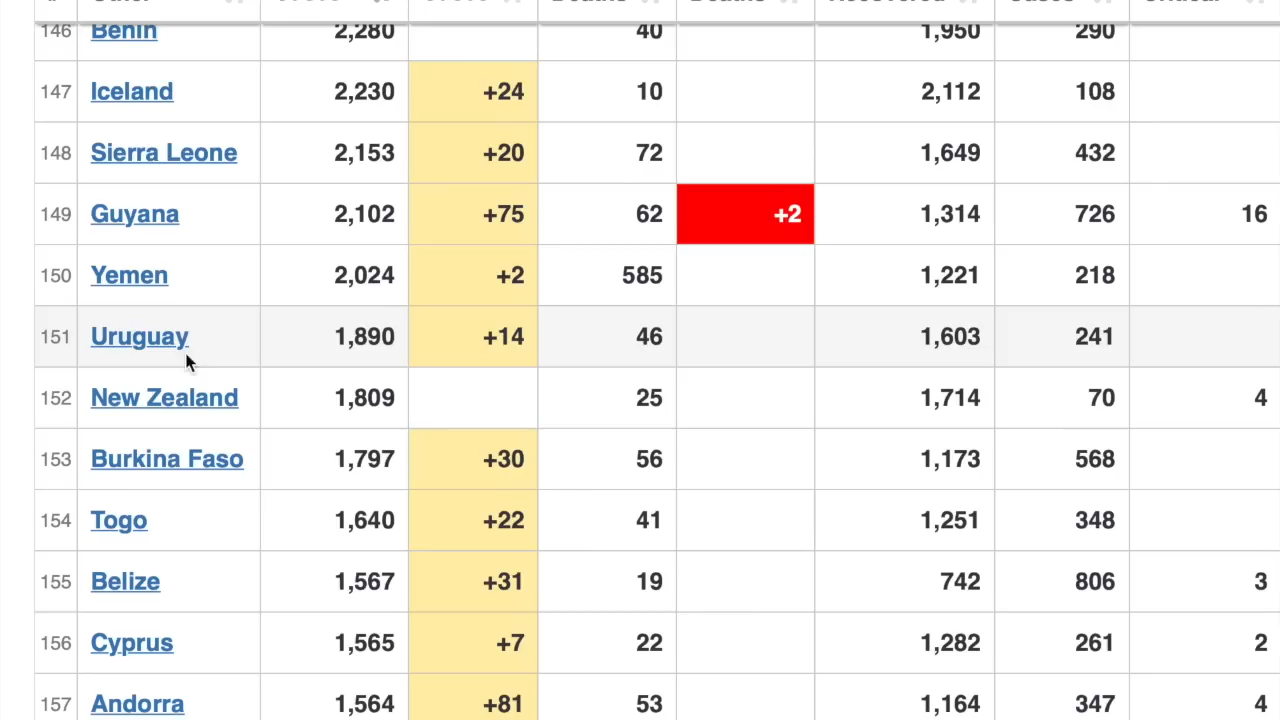 Deaths Deaths Recovered Cases Critical
146 Benin 2,280 40 1,950 290
147 Iceland 2,230 +24 10 2,112 108
148 Sierra Leone 2,153 +20 72 1,649 432
149 Guyana 2,102 +75 62 +2 1,314 726 16
150 Yemen 2,024 +2 585 1,221 218
151 Uruguay 1,890 +14 46 1,603 241
152 New Zealand 1,809 25 1,714 70 4
153 Burkina Faso 1,797 +30 56 1,173 568
154 Togo 1,640 +22 41 1,251 348
155 Belize 1,567 +31 19 742 806 3
156 Cyprus 1,565 +7 22 1,282 261 2
157 Andorra 1,564 +81 53 1,164 347 4